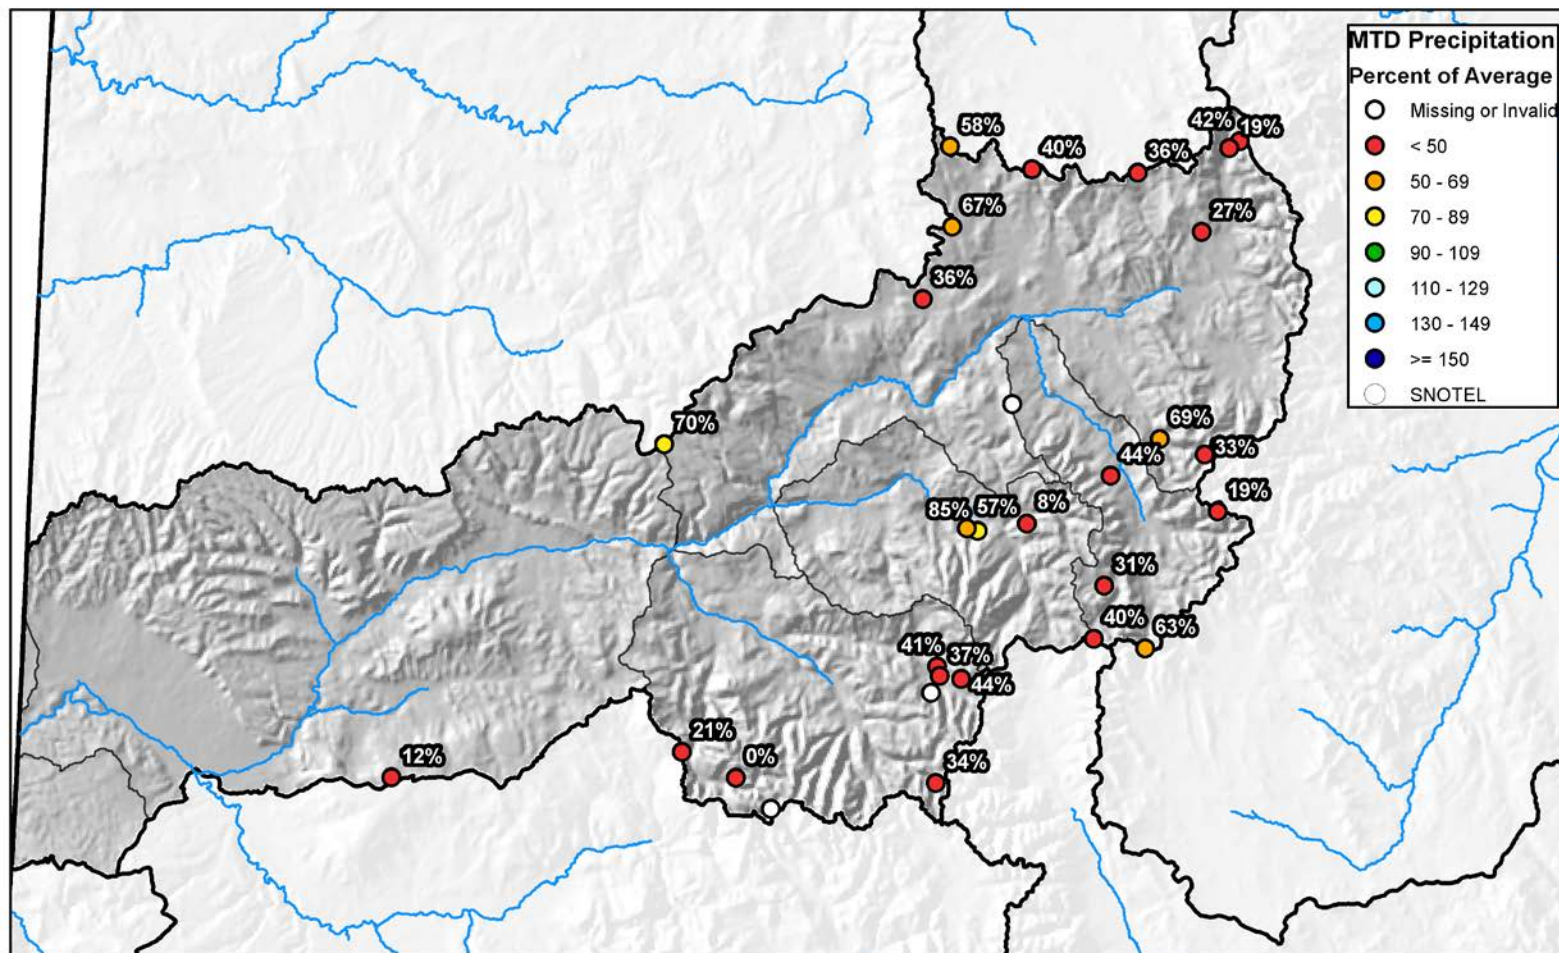 MTD Precipitation
Percent of Average
Missing or Invalid
< 50
50 - 69
70 - 89
90 - 109
110 - 129
130 - 149
>= 150
SNOTEL
42% 19%
58%
40%
36%
67%
27%
36%
70%
69%
44%
33%
19%
85% 57% 8%
31%
40%
63%
41% 37%
44%
21%
12%
0%
34%